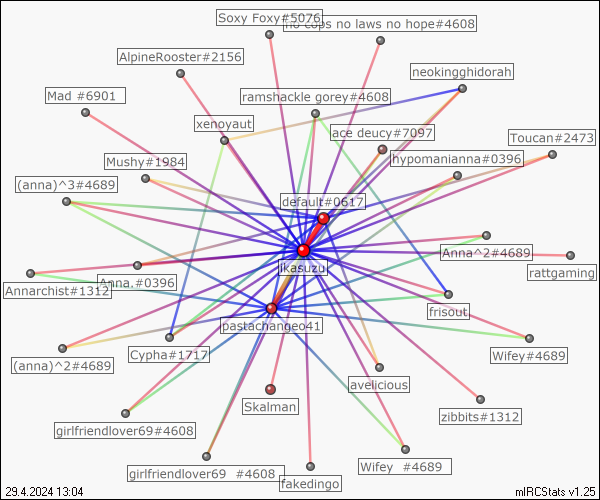 Soxy Foxy#5076
no cops no laws no hope#4608
AlpineRooster#2156
neokingghidorah
Mad #6901
ramshackle gorey#4608
xenoyaut
ace deucy#7097
Toucan#2473
Mushy#1984
hypomanianna#0396
(anna)^3#4689
default#0617
Anna^2#4689
ikasuzu
rattgaming
Anna.#0396
Annarchist#1312
frisout
pastachangeo41
Cypha#1717
Wifey#4689
(anna)^2#4689
avelicious
Skalman
zibbits#1312
girlfriendlover69#4608
Wifey #4689
girlfriendlover69 #4608
fakedingo
29.4.2024 13:04
mIRCStats v1.25